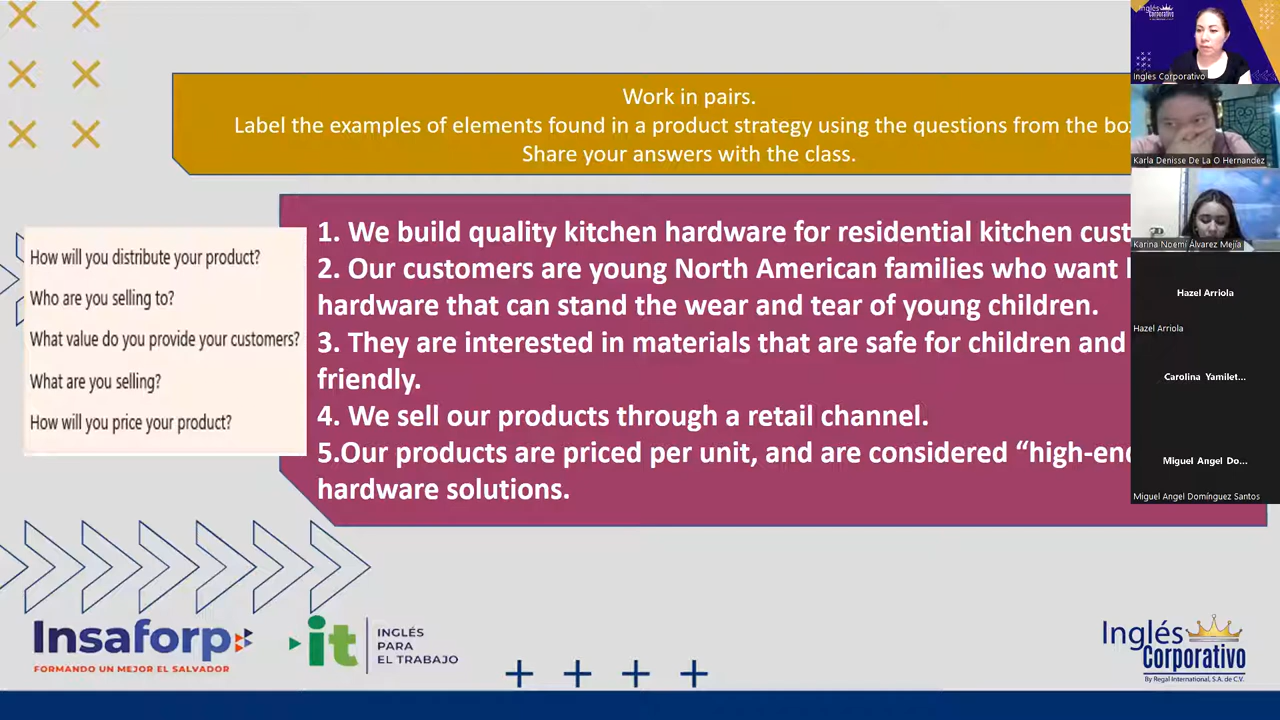 Work in pairs.
Label the examples of elements found in a product strategy using the questions from the
Share your answers with the class.
How will you distribute your product?
Who are you selling to?
What value do you provide your customers?
What are you selling?
How will you price your product?
1. We build quality kitchen hardware for residential kitchen
2. Our customers are young North American families who want
hardware that can stand the wear and tear of young children.
3. They are interested in materials that are safe for children and
friendly.
4. We sell our products through a retail channel.
5.Our products are priced per unit, and are considered
hardware solutions.
Inglés Corporativo
Ingles Corporativo
Karla Denisse De La O Hernandez
Karina Noemi Álvarez Mejía
Hazel Arriola
Hazel Arriola
Carolina Yamilet...
Miguel Angel Do...
Miguel Angel Domínguez Santos
Insaforp
FORMANDO UN MEJOR EL SALVADOR
it
INGLÉS
PARA
EL TRABAJO
Inglés
Corporativo
By Regal International, S.A. de C.V.